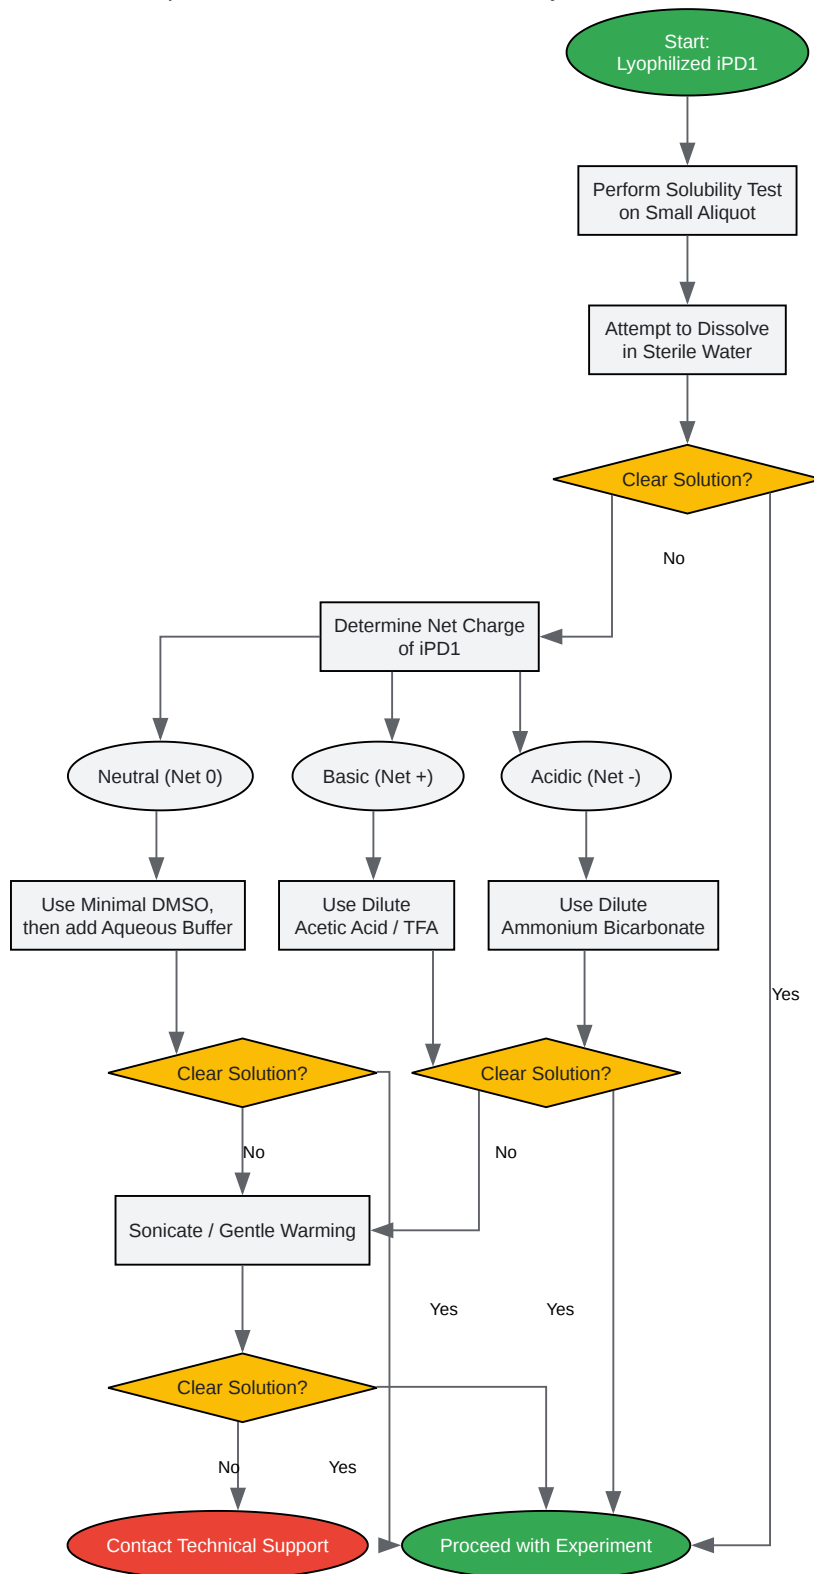 Start:
Lyophilized iPD1
Perform Solubility Test
on Small Aliquot
Attempt to Dissolve
in Sterile Water
Clear Solution?
No
Determine Net Charge
of iPD1
Neutral (Net 0)
Basic (Net +)
Acidic (Net -)
Use Minimal DMSO,
then add Aqueous Buffer
Use Dilute
Acetic Acid / TFA
Use Dilute
Ammonium Bicarbonate
Yes
Clear Solution?
Clear Solution?
No
No
Sonicate / Gentle Warming
Yes
Yes
Clear Solution?
No
Yes
Contact Technical Support
Proceed with Experiment